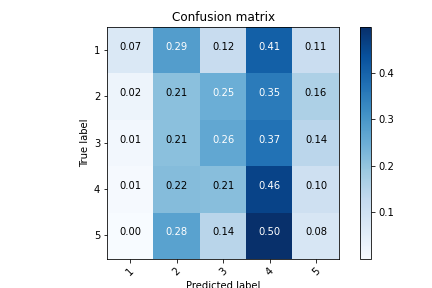 Confusion matrix
1 0.07 0.29 0.12 0.41 0.11
2 0.02 0.21 0.25 0.35 0.16
3 0.01 0.21 0.26 0.37 0.14
4 0.01 0.22 0.21 0.46 0.10
5 0.00 0.28 0.14 0.50 0.08
1 2 3 4 5
True label
Predicted label
0.4
0.3
0.2
0.1